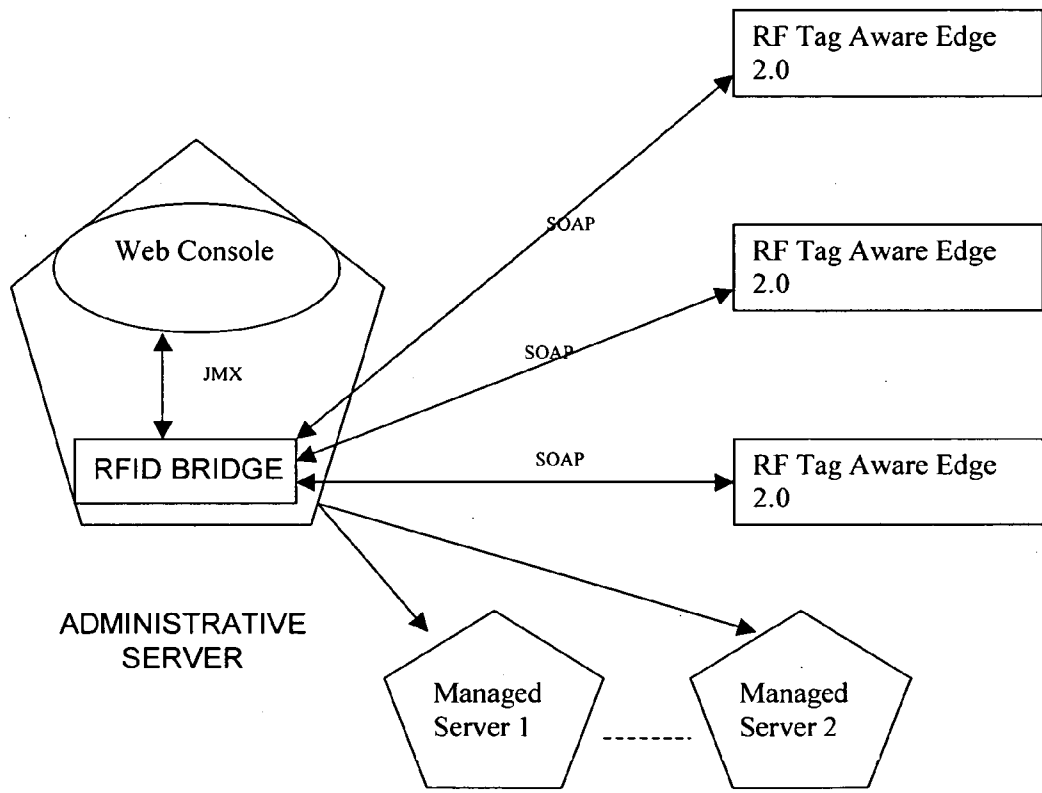 RF Tag Aware Edge
2.0
SOAP
Web Console
RF Tag Aware Edge
2.0
SOAP
JMX
RFID BRIDGE
SOAP
RF Tag Aware Edge
2.0
ADMINISTRATIVE
SERVER
Managed
Server 1
Managed
Server 2